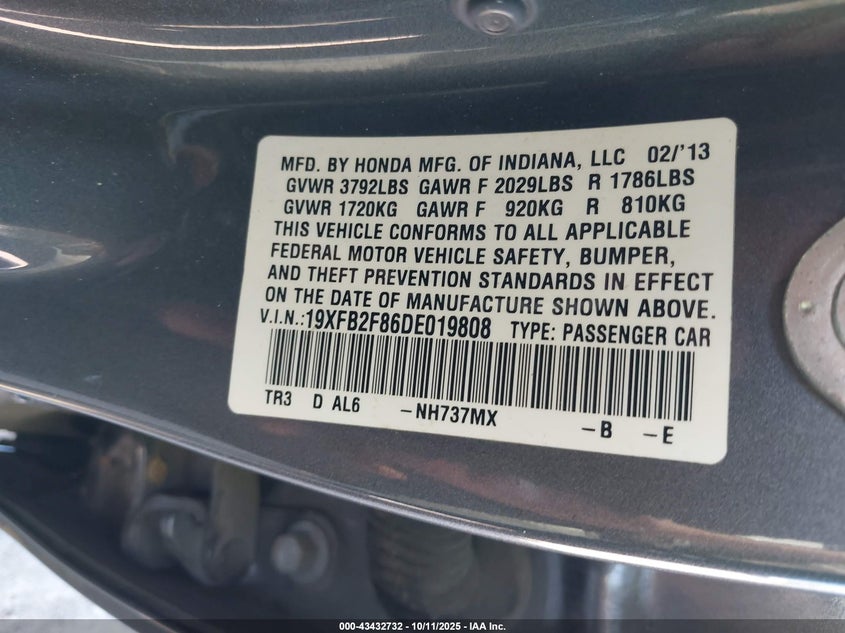 MFD. BY HONDA MFG. OF INDIANA, LLC 02/'13
GVWR 3792LBS GAWR F 2029LBS R 1786LBS
GVWR 1720KG GAWR F 920KG R 810KG
THIS VEHICLE CONFORMS TO ALL APPLICABLE
FEDERAL MOTOR VEHICLE SAFETY, BUMPER,
AND THEFT PREVENTION STANDARDS IN EFFECT
ON THE DATE OF MANUFACTURE SHOWN ABOVE.
V.I.N.:19XFB2F86DE019808 TYPE: PASSENGER CAR
TR3 D AL6 -NH737MX -B -E
000-43432732 - 10/11/2025 - IAA Inc.